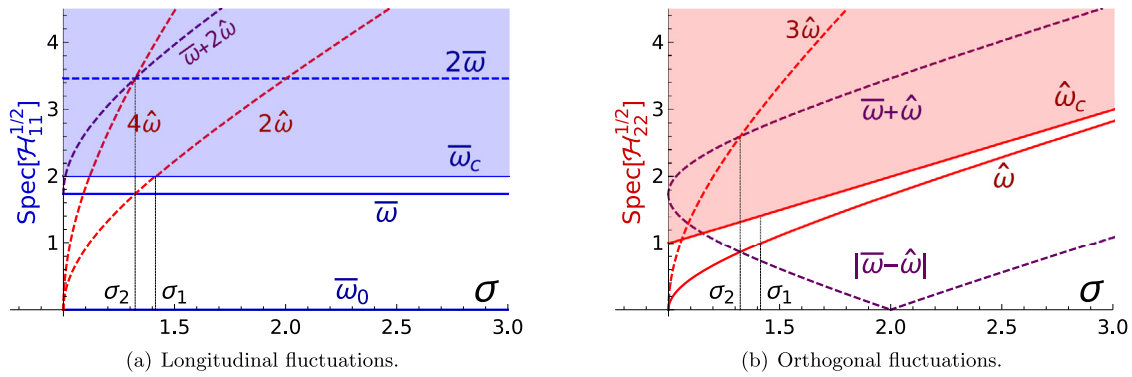 Spec[ℋ₁₁^{1/2}]
4
3
2
1
ω̅+2ω̂
2ω̅
4ω̂
2ω̂
ω̅_c
ω̅
σ₂
σ₁
ω̅₀
σ
1.5
2.0
2.5
3.0
(a) Longitudinal fluctuations.
Spec[ℋ₂₂^{1/2}]
4
3
2
1
3ω̂
ω̅+ω̂
ω̂_c
ω̂
|ω̅−ω̂|
σ₂
σ₁
σ
1.5
2.0
2.5
3.0
(b) Orthogonal fluctuations.